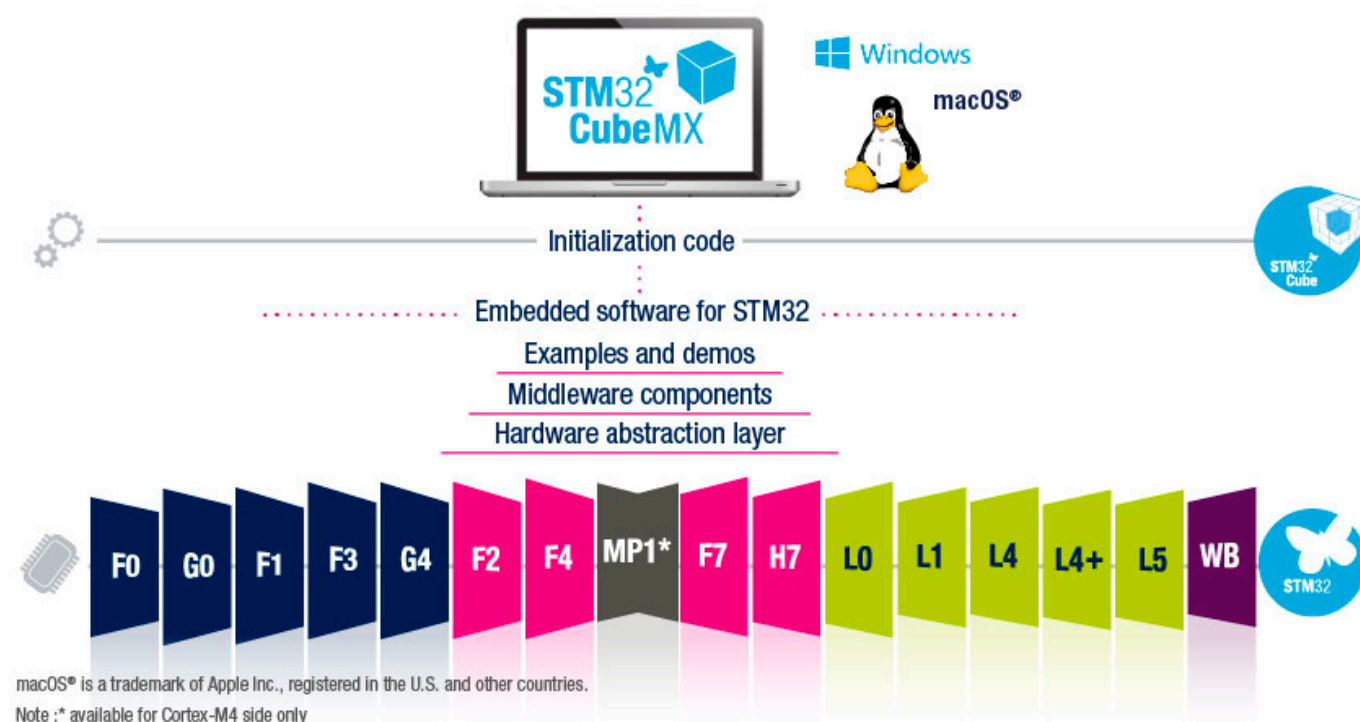 STM32
CubeMX
Windows
macOS®
Initialization code
STM32
Cube
Embedded software for STM32
Examples and demos
Middleware components
Hardware abstraction layer
F0 G0 F1 F3 G4 F2 F4 MP1* F7 H7 L0 L1 L4 L4+ L5 WB
STM32
macOS® is a trademark of Apple Inc., registered in the U.S. and other countries.
Note :* available for Cortex-M4 side only